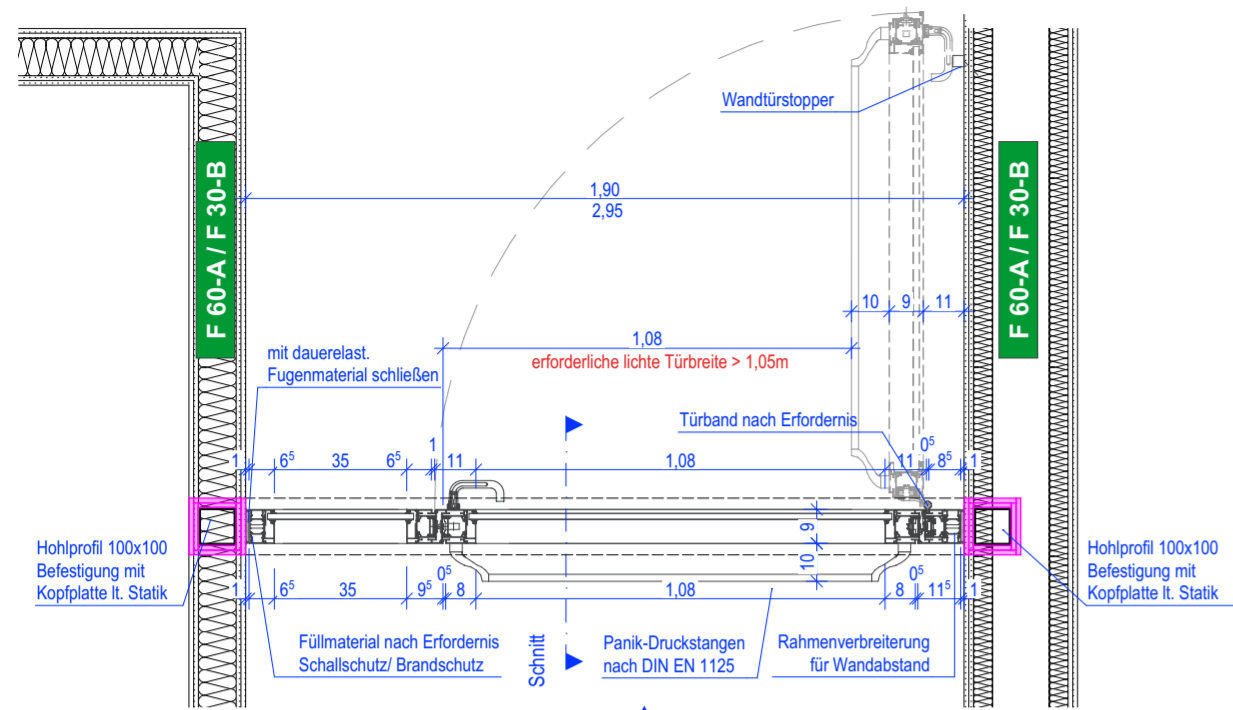 Wandtürstopper
F 60-A / F 30-B
F 60-A / F 30-B
1,90
2,95
10 9 11
1,08
erforderliche lichte Türbreite > 1,05m
mit dauerelast.
Fugenmaterial schließen
Türband nach Erfordernis
1 6⁵ 35 6⁵ 1 11 1,08 11 0⁵ 8⁵ 1
9
10
Hohlprofil 100x100
Befestigung mit
Kopfplatte lt. Statik
Hohlprofil 100x100
Befestigung mit
Kopfplatte lt. Statik
1 6⁵ 35 9⁵ 0⁵ 8 1,08 8 0⁵ 11⁵ 1
Füllmaterial nach Erfordernis
Schallschutz/ Brandschutz
Schnitt
Panik-Druckstangen
nach DIN EN 1125
Rahmenverbreiterung
für Wandabstand